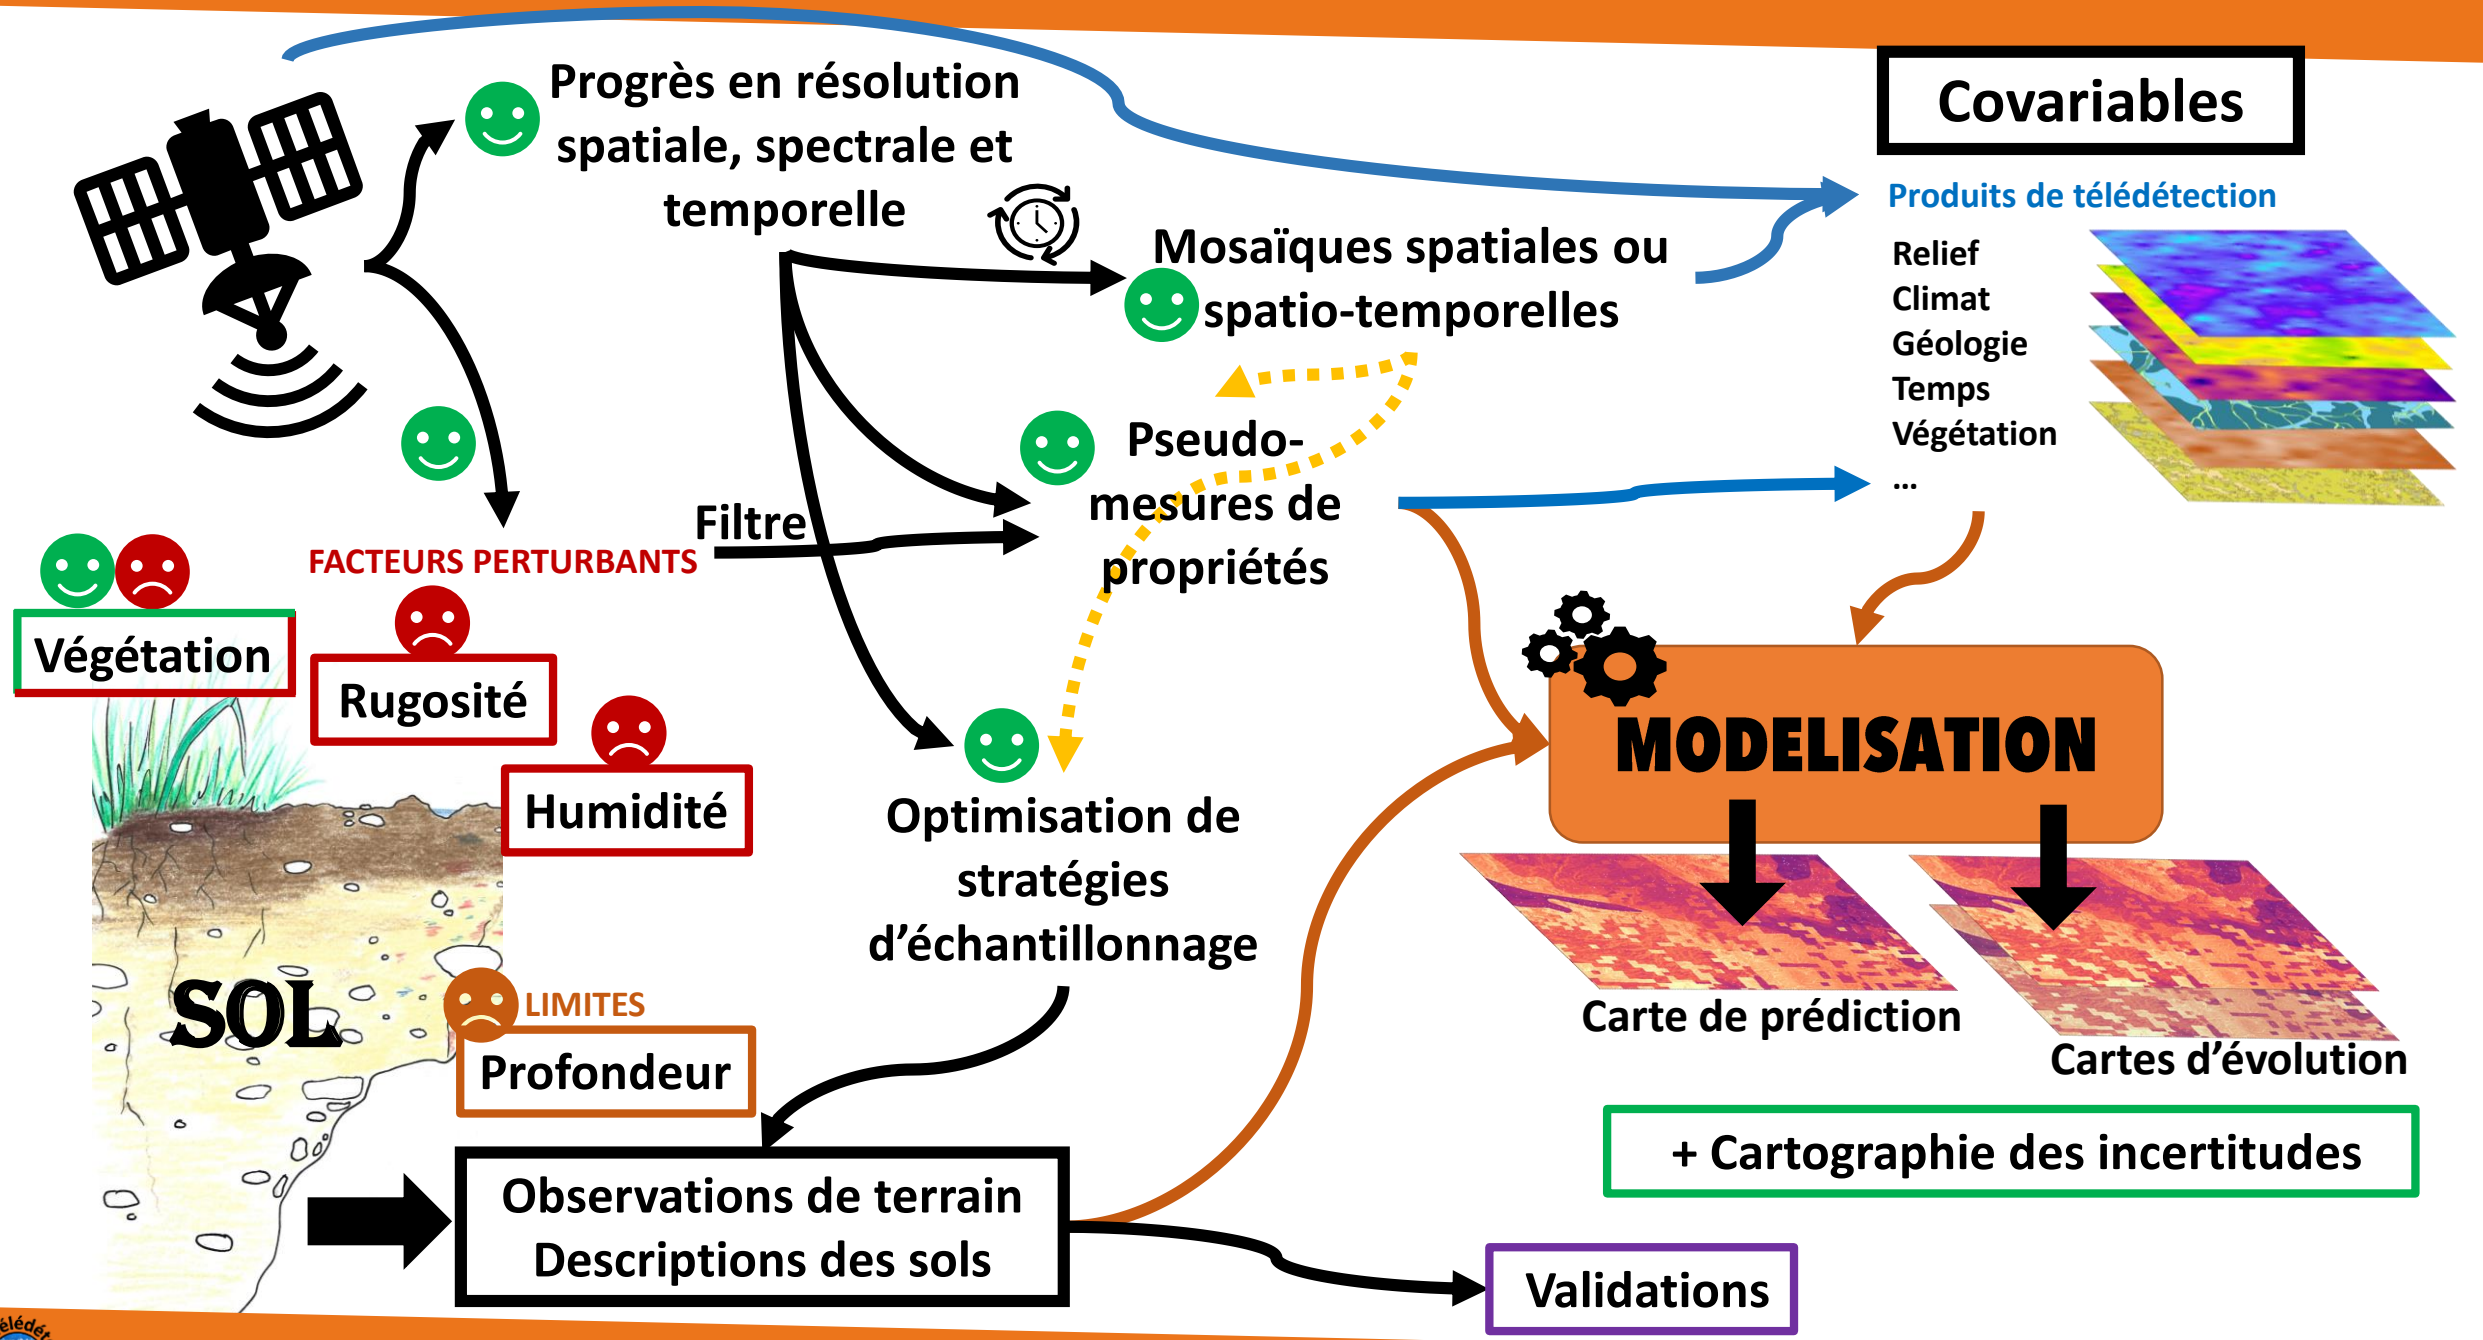 Progrès en résolution
spatiale, spectrale et
temporelle
Covariables
Produits de télédétection
Relief
Climat
Géologie
Temps
Végétation
...
Mosaïques spatiales ou
spatio-temporelles
Pseudo-
mesures de
propriétés
Filtre
FACTEURS PERTURBANTS
Végétation
Rugosité
Humidité
MODELISATION
Optimisation de
stratégies
d’échantillonnage
SOL
LIMITES
Profondeur
Carte de prédiction
Cartes d’évolution
+ Cartographie des incertitudes
Observations de terrain
Descriptions des sols
Validations